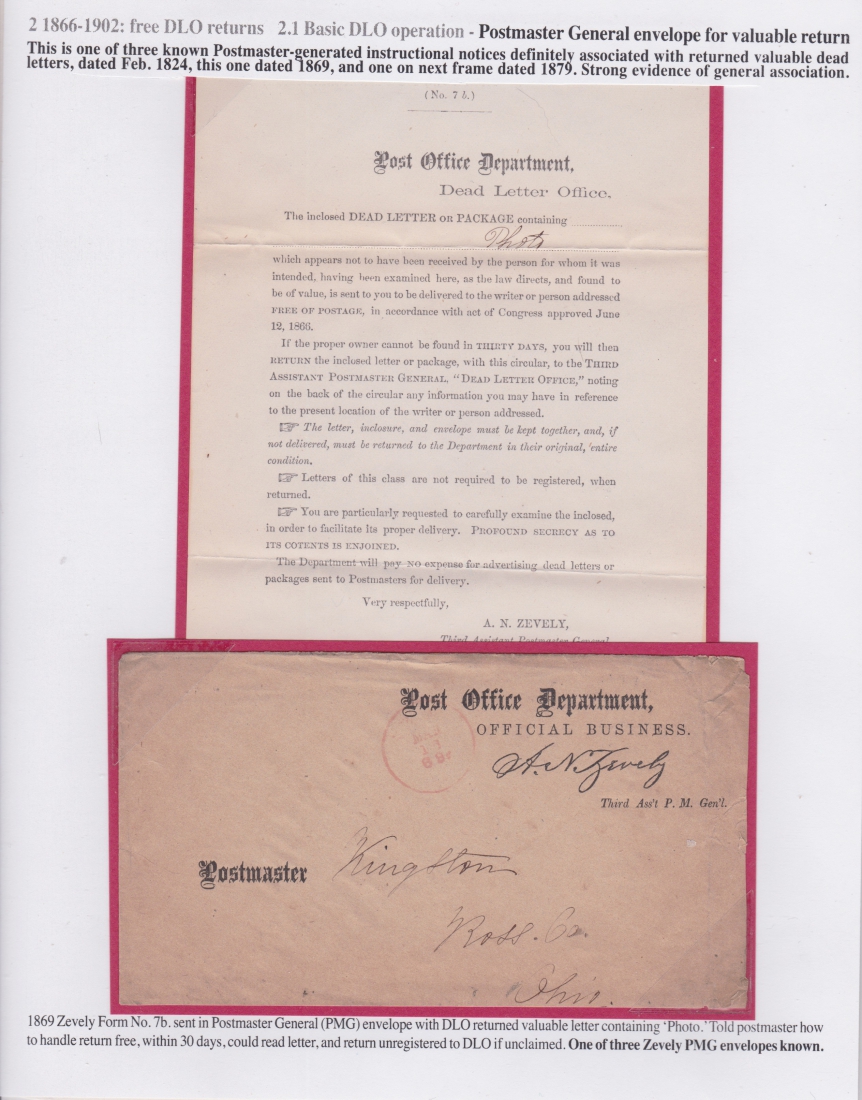 2 1866-1902: free DLO returns 2.1 Basic DLO operation - Postmaster General envelope for valuable return
This is one of three known Postmaster-generated instructional notices definitely associated with returned valuable dead
letters, dated Feb. 1824, this one dated 1869, and one on next frame dated 1879. Strong evidence of general association.
(No. 7 b.)
Post Office Department,
Dead Letter Office.
The inclosed DEAD LETTER OR PACKAGE containing
Photo
which appears not to have been received by the person for whom it was
intended, having been examined here, as the law directs, and found to
be of value, is sent to you to be delivered to the writer or person addressed
FREE OF POSTAGE, in accordance with act of Congress approved June
12, 1866.
If the proper owner cannot be found in THIRTY DAYS, you will then
RETURN the inclosed letter or package, with this circular, to the THIRD
ASSISTANT POSTMASTER GENERAL, "DEAD LETTER OFFICE," noting
on the back of the circular any information you may have in reference
to the present location of the writer or person addressed.
☞ The letter, inclosure, and envelope must be kept together, and, if
not delivered, must be returned to the Department in their original, entire
condition.
☞ Letters of this class are not required to be registered, when
returned.
☞ You are particularly requested to carefully examine the inclosed,
in order to facilitate its proper delivery. PROFOUND SECRECY AS TO
ITS COTENTS IS ENJOINED.
The Department will pay NO expense for advertising dead letters or
packages sent to Postmasters for delivery.
Very respectfully,
A. N. ZEVELY,
Third Assistant Postmaster General
Post Office Department,
OFFICIAL BUSINESS.
A. N. Zevely
Third Ass't P. M. Gen'l.
Postmaster Kingston
Ross. Co.
Ohio.
1869 Zevely Form No. 7b. sent in Postmaster General (PMG) envelope with DLO returned valuable letter containing 'Photo.' Told postmaster how
to handle return free, within 30 days, could read letter, and return unregistered to DLO if unclaimed. One of three Zevely PMG envelopes known.